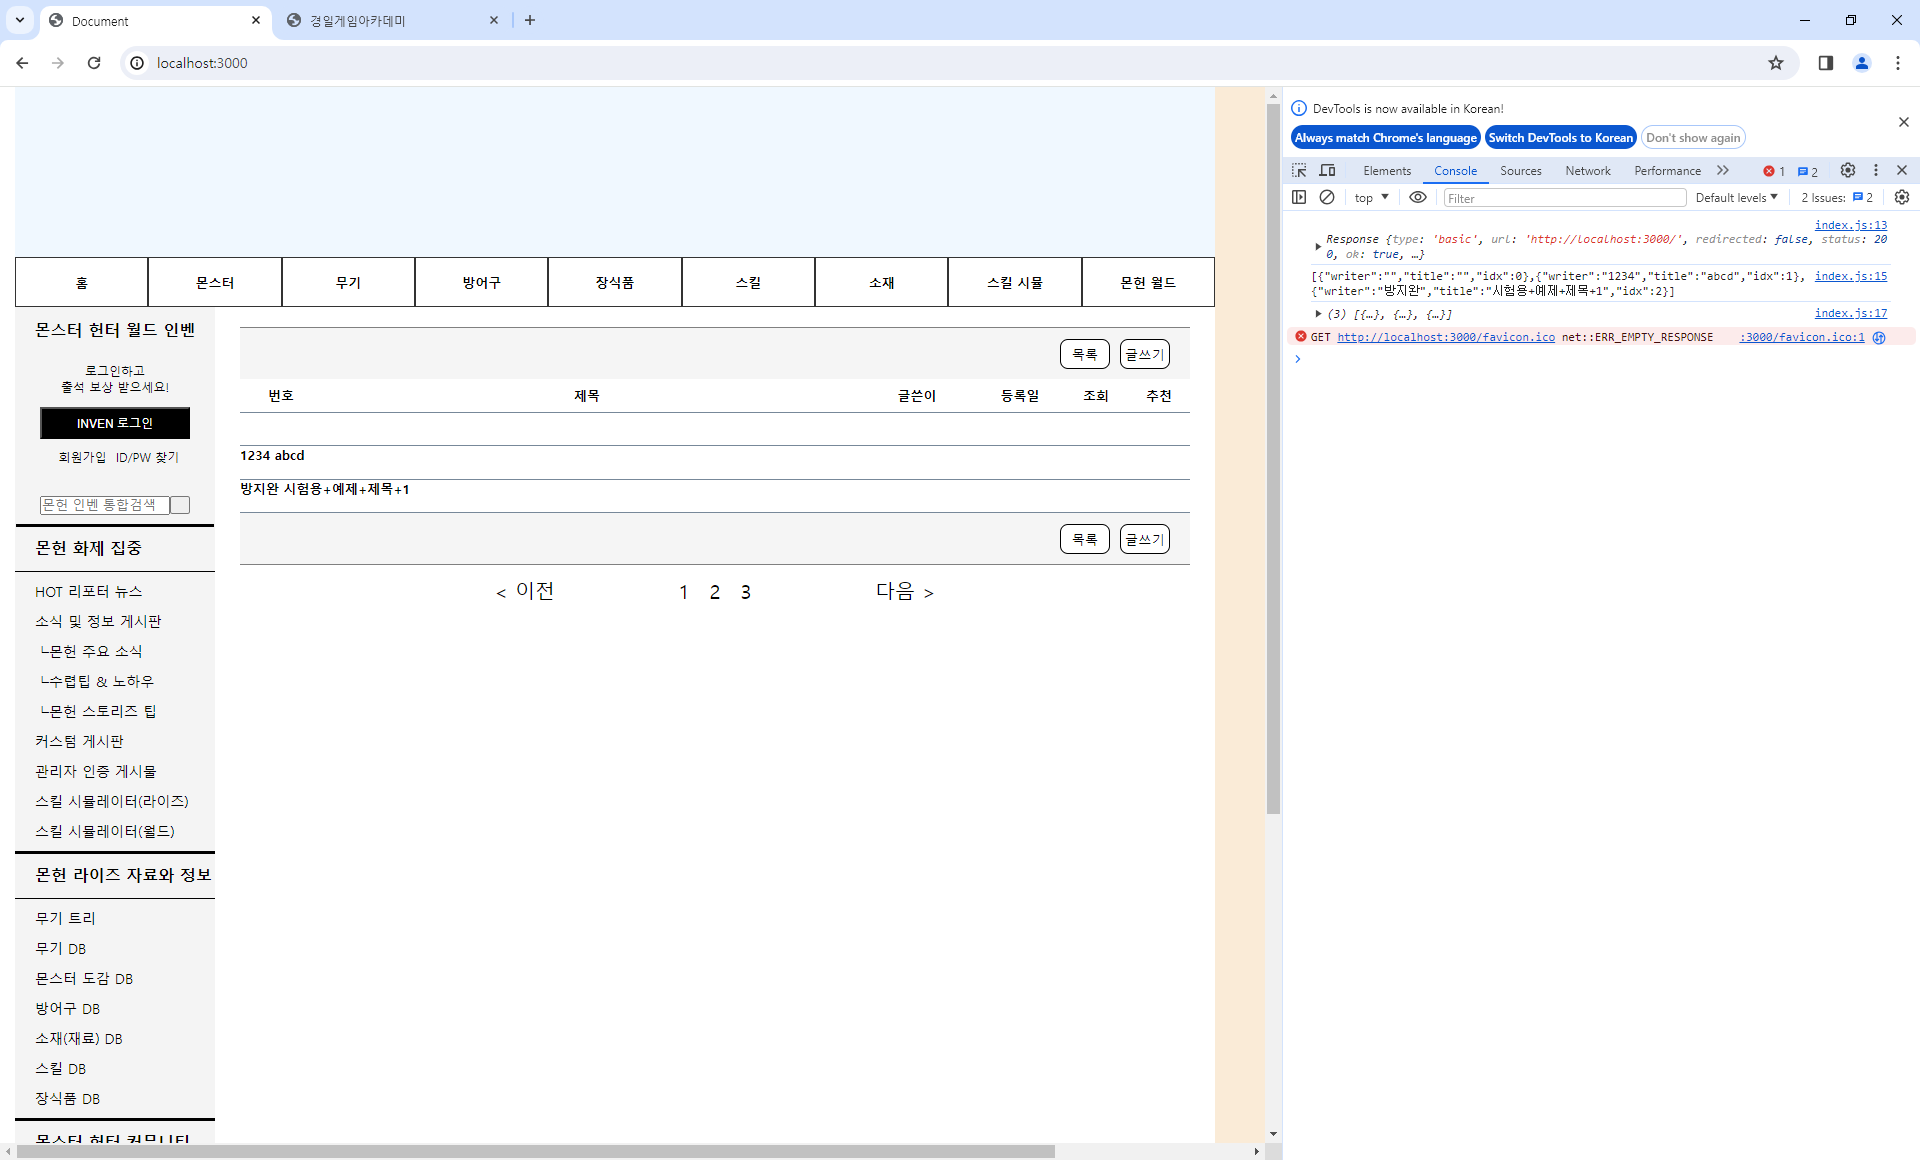 Document
경일게임아카데미
localhost:3000
홈 몬스터 무기 방어구 장식품 스킬 소재 스킬 시뮬 몬헌 월드
몬스터 헌터 월드 인벤
로그인하고
출석 보상 받으세요!
INVEN 로그인
회원가입 ID/PW 찾기
몬헌 인벤 통합검색
몬헌 화제 집중
HOT 리포터 뉴스
소식 및 정보 게시판
└몬헌 주요 소식
└수렵팁 & 노하우
└몬헌 스토리즈 팁
커스텀 게시판
관리자 인증 게시물
스킬 시뮬레이터(라이즈)
스킬 시뮬레이터(월드)
몬헌 라이즈 자료와 정보
무기 트리
무기 DB
몬스터 도감 DB
방어구 DB
소재(재료) DB
스킬 DB
장식품 DB
몬스터 헌터 커뮤니티
목록 글쓰기
번호 제목 글쓴이 등록일 조회 추천
1234 abcd
방지완 시험용+예제+제목+1
목록 글쓰기
< 이전 1 2 3 다음 >
DevTools is now available in Korean!
Always match Chrome's language Switch DevTools to Korean Don't show again
Elements Console Sources Network Performance 1 2
top Filter Default levels 2 Issues: 2
index.js:13
Response {type: 'basic', url: 'http://localhost:3000/', redirected: false, status: 20
0, ok: true, …}
[{"writer":"","title":"","idx":0},{"writer":"1234","title":"abcd","idx":1}, index.js:15
{"writer":"방지완","title":"시험용+예제+제목+1","idx":2}]
(3) [{…}, {…}, {…}] index.js:17
GET http://localhost:3000/favicon.ico net::ERR_EMPTY_RESPONSE :3000/favicon.ico:1